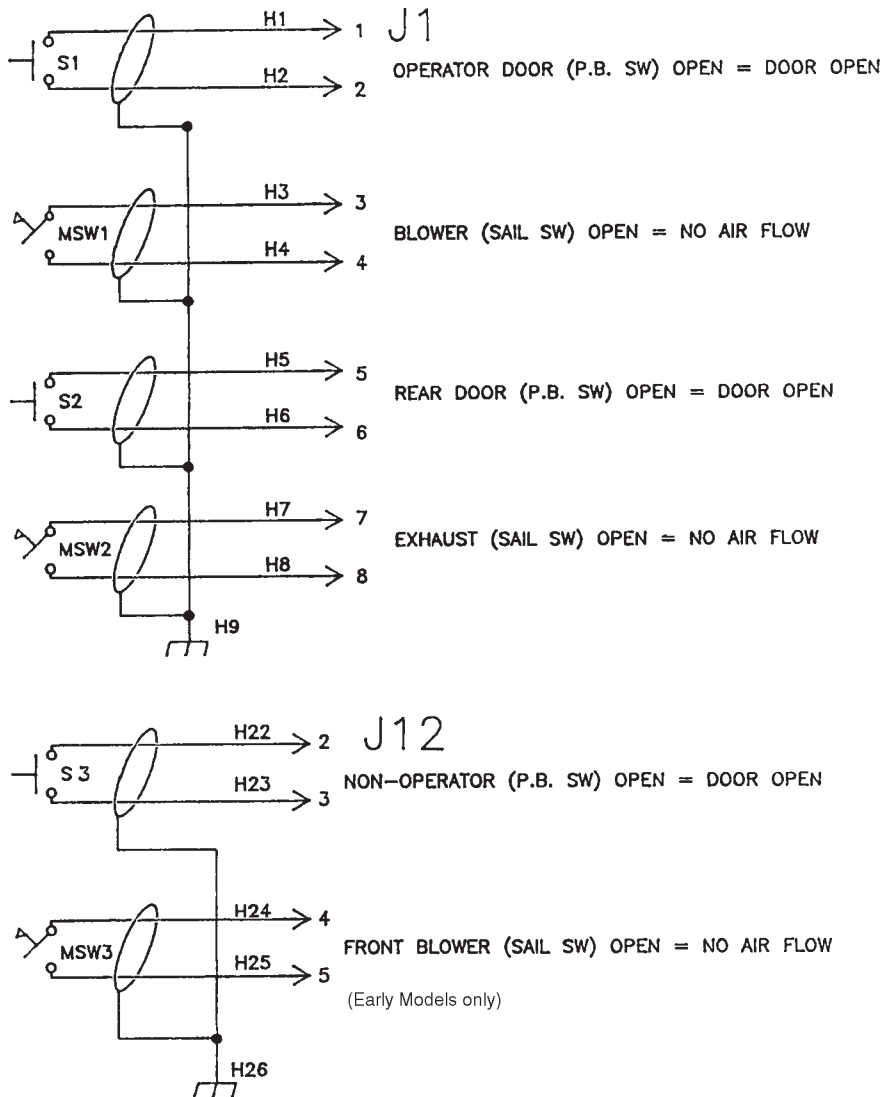 H1 1 J1
S1
H2 2 OPERATOR DOOR (P.B. SW) OPEN = DOOR OPEN
H3 3
MSW1 BLOWER (SAIL SW) OPEN = NO AIR FLOW
H4 4
H5 5
S2 REAR DOOR (P.B. SW) OPEN = DOOR OPEN
H6 6
H7 7
MSW2 EXHAUST (SAIL SW) OPEN = NO AIR FLOW
H8 8
H9
H22 2 J12
S 3 NON-OPERATOR (P.B. SW) OPEN = DOOR OPEN
H23 3
H24 4
MSW3 FRONT BLOWER (SAIL SW) OPEN = NO AIR FLOW
H25 5
(Early Models only)
H26